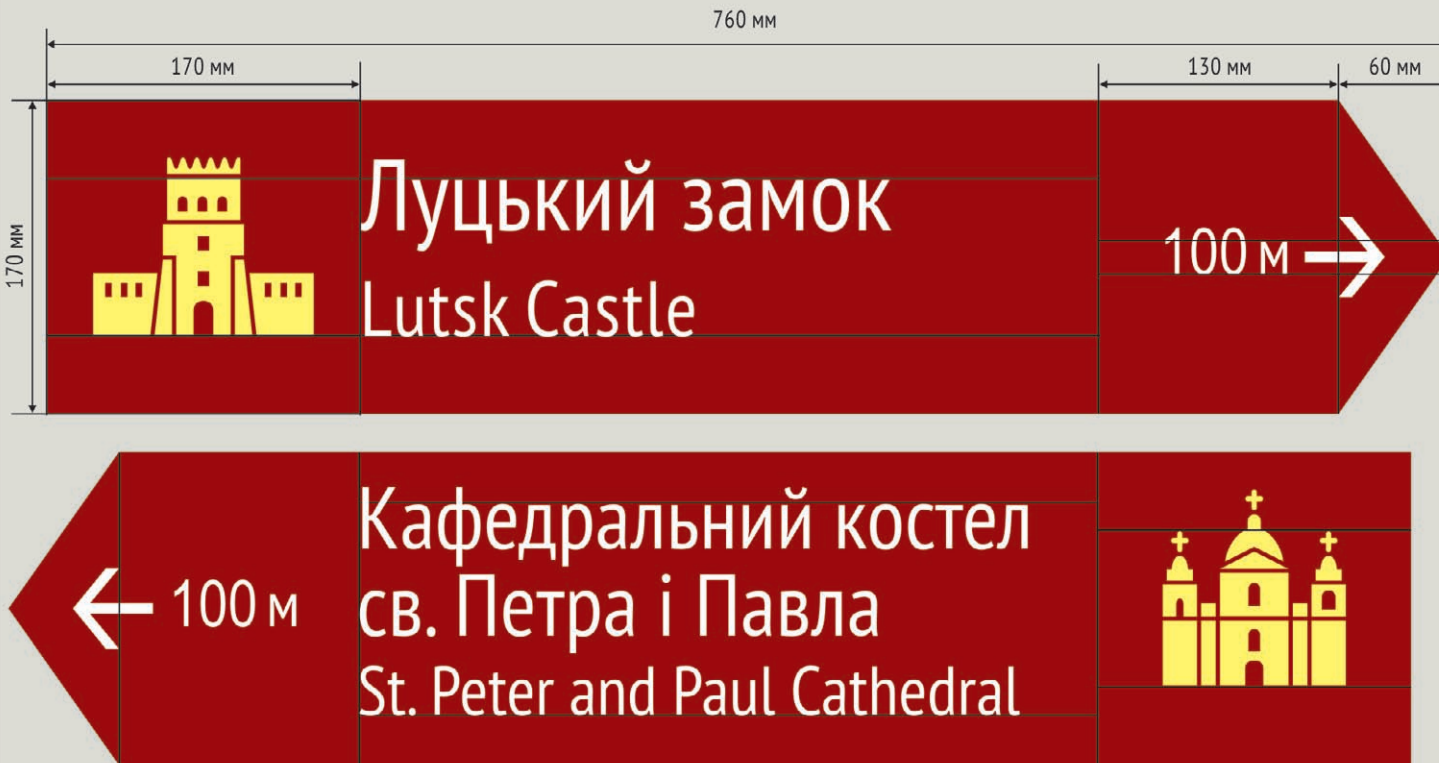 760 мм
170 мм
130 мм
60 мм
170 мм
Луцький замок
Lutsk Castle
100 м
Кафедральний костел
св. Петра і Павла
St. Peter and Paul Cathedral
100 м